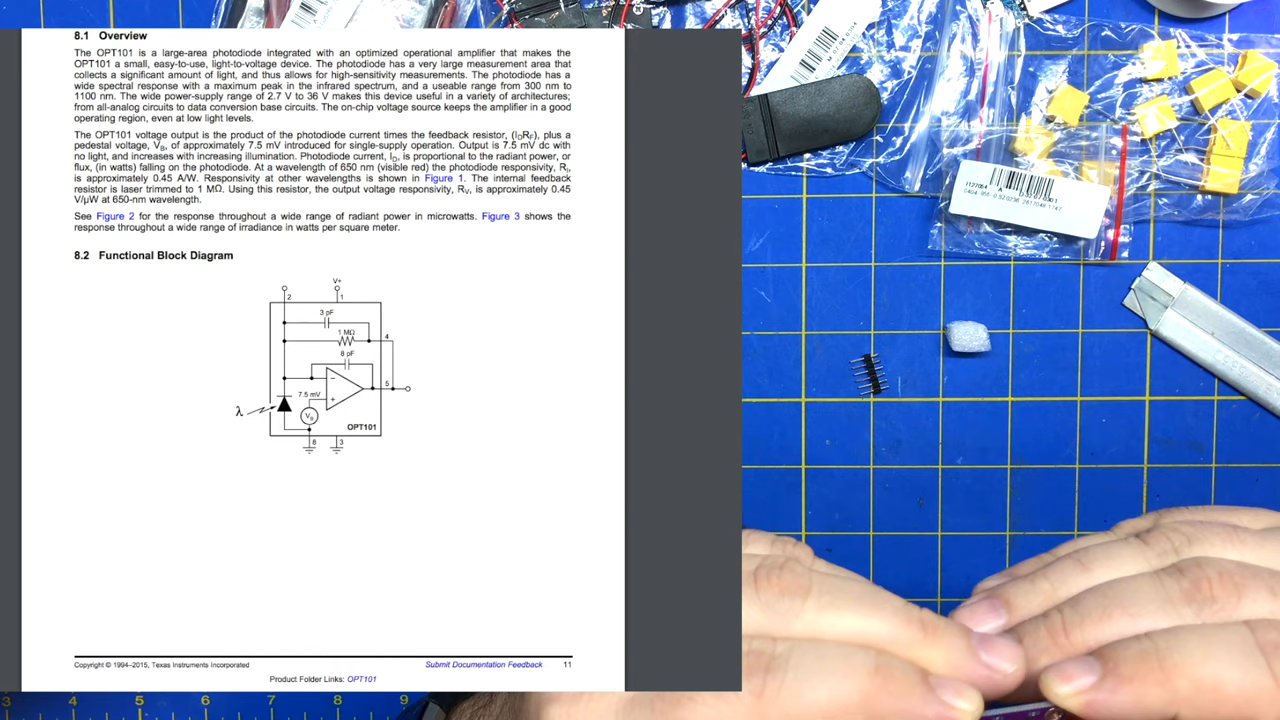 8.1 Overview
The OPT101 is a large-area photodiode integrated with an optimized operational amplifier that makes the
OPT101 a small, easy-to-use, light-to-voltage device. The photodiode has a very large measurement area that
collects a significant amount of light, and thus allows for high-sensitivity measurements. The photodiode has a
wide spectral response with a maximum peak in the infrared spectrum, and a useable range from 300 nm to
1100 nm. The wide power-supply range of 2.7 V to 36 V makes this device useful in a variety of architectures;
from all-analog circuits to data conversion base circuits. The on-chip voltage source keeps the amplifier in a good
operating region, even at low light levels.
The OPT101 voltage output is the product of the photodiode current times the feedback resistor, (IDRF), plus a
pedestal voltage, VB, of approximately 7.5 mV introduced for single-supply operation. Output is 7.5 mV dc with
no light, and increases with increasing illumination. Photodiode current, ID, is proportional to the radiant power, or
flux, (in watts) falling on the photodiode. At a wavelength of 650 nm (visible red) the photodiode responsivity, RI,
is approximately 0.45 A/W. Responsivity at other wavelengths is shown in Figure 1. The internal feedback
resistor is laser trimmed to 1 MΩ. Using this resistor, the output voltage responsivity, RV, is approximately 0.45
V/μW at 650-nm wavelength.
See Figure 2 for the response throughout a wide range of radiant power in microwatts. Figure 3 shows the
response throughout a wide range of irradiance in watts per square meter.
8.2 Functional Block Diagram
V+
2 1
3 pF
1 MΩ
4
8 pF
5
7.5 mV
λ
VB
OPT101
8 3
Copyright © 1994–2015, Texas Instruments Incorporated
Submit Documentation Feedback 11
Product Folder Links: OPT101
3 4 5 6 7 8 9